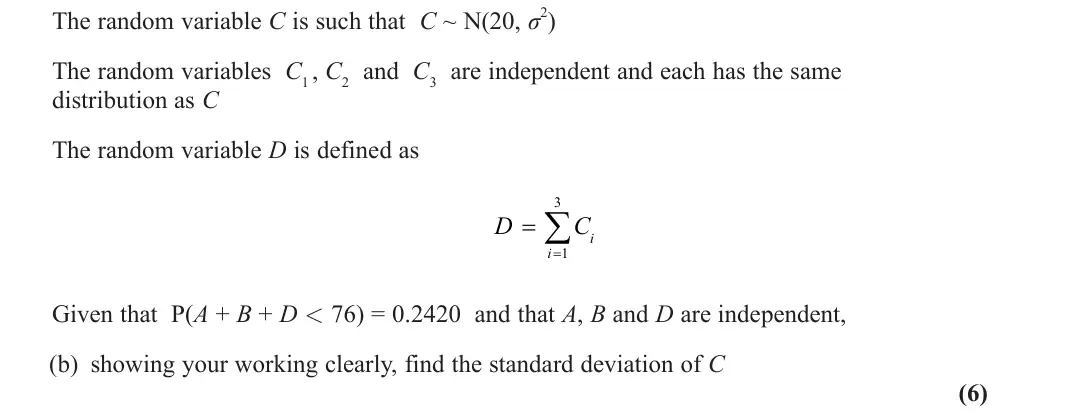 The random variable C is such that C ~ N(20, σ²)
The random variables C₁, C₂ and C₃ are independent and each has the same
distribution as C
The random variable D is defined as
D = ∑_{i=1}^{3} C_i
Given that P(A + B + D < 76) = 0.2420 and that A, B and D are independent,
(b) showing your working clearly, find the standard deviation of C
(6)